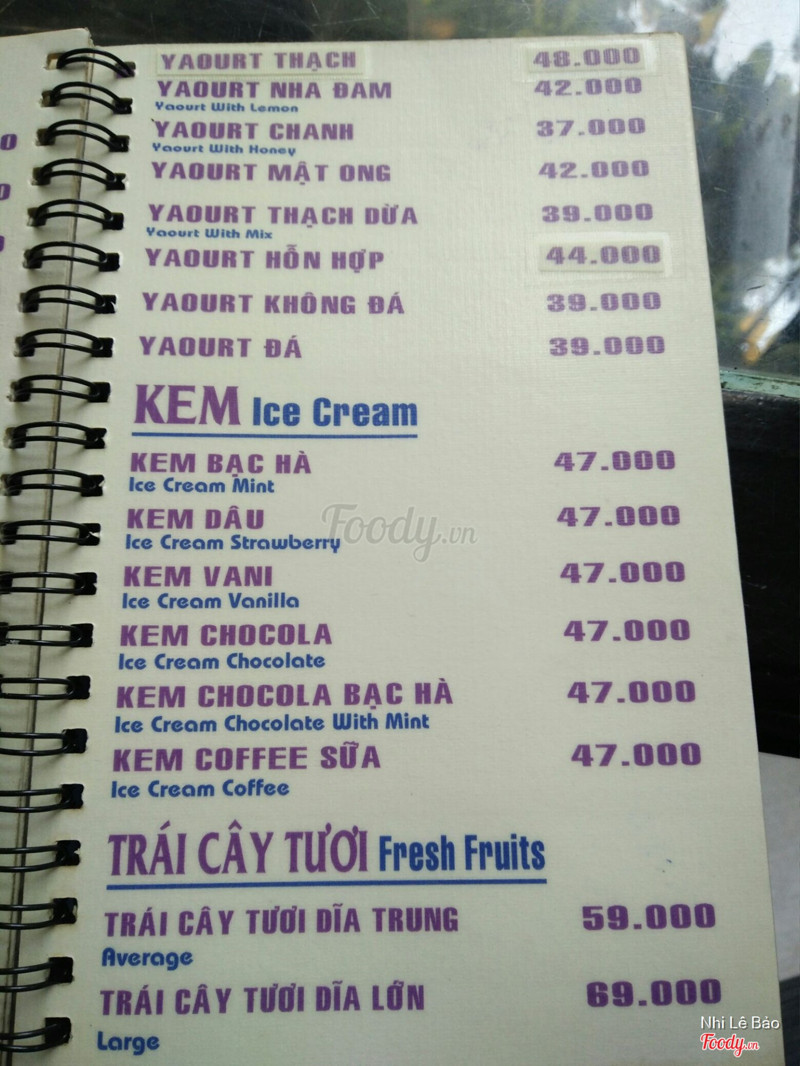 YAOURT THẠCH 48.000
YAOURT NHA ĐAM 42.000
Yaourt With Lemon
YAOURT CHANH 37.000
Yaourt With Honey
YAOURT MẬT ONG 42.000
YAOURT THẠCH DỪA 39.000
Yaourt With Mix
YAOURT HỖN HỢP 44.000
YAOURT KHÔNG ĐÁ 39.000
YAOURT ĐÁ 39.000
KEM Ice Cream
KEM BẠC HÀ 47.000
Ice Cream Mint
KEM DÂU 47.000
Ice Cream Strawberry
KEM VANI 47.000
Ice Cream Vanilla
KEM CHOCOLA 47.000
Ice Cream Chocolate
KEM CHOCOLA BẠC HÀ 47.000
Ice Cream Chocolate With Mint
KEM COFFEE SỮA 47.000
Ice Cream Coffee
TRÁI CÂY TƯƠI Fresh Fruits
TRÁI CÂY TƯƠI DĨA TRUNG 59.000
Average
TRÁI CÂY TƯƠI DĨA LỚN 69.000
Large
Foody.vn
Nhi Lê Bảo
Foody.vn